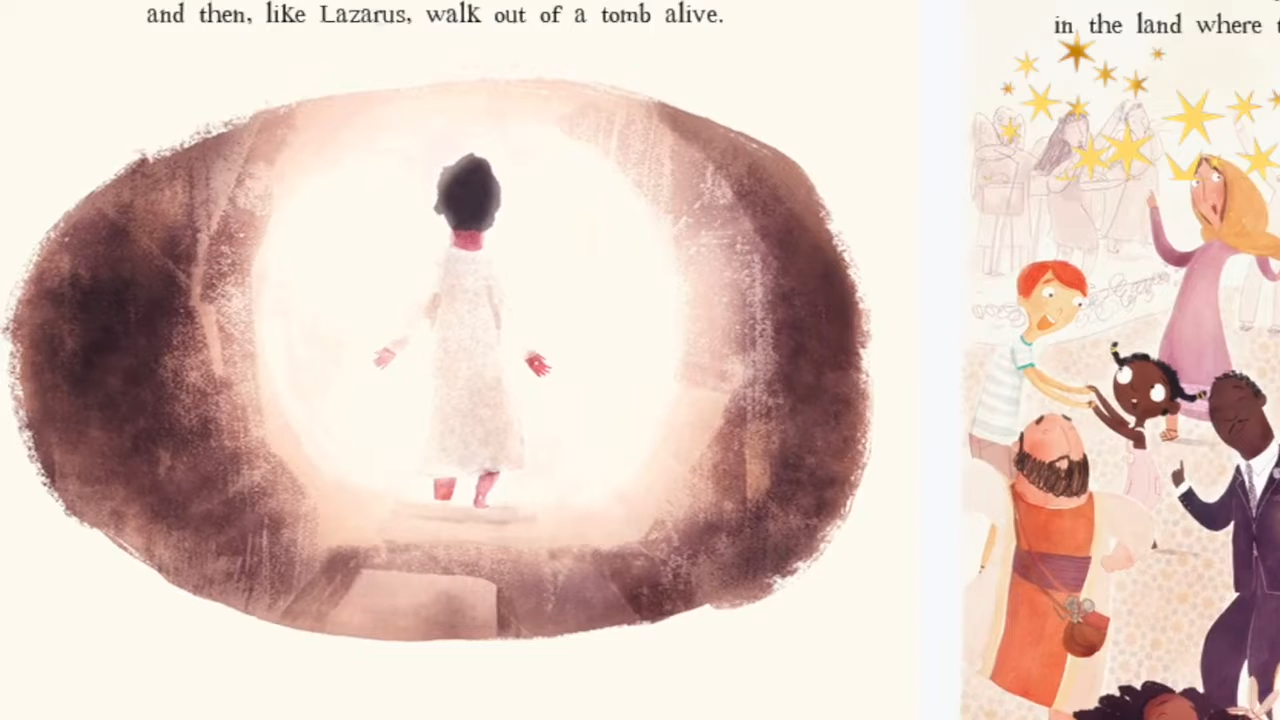 and then, like Lazarus, walk out of a tomb alive.
in the land where